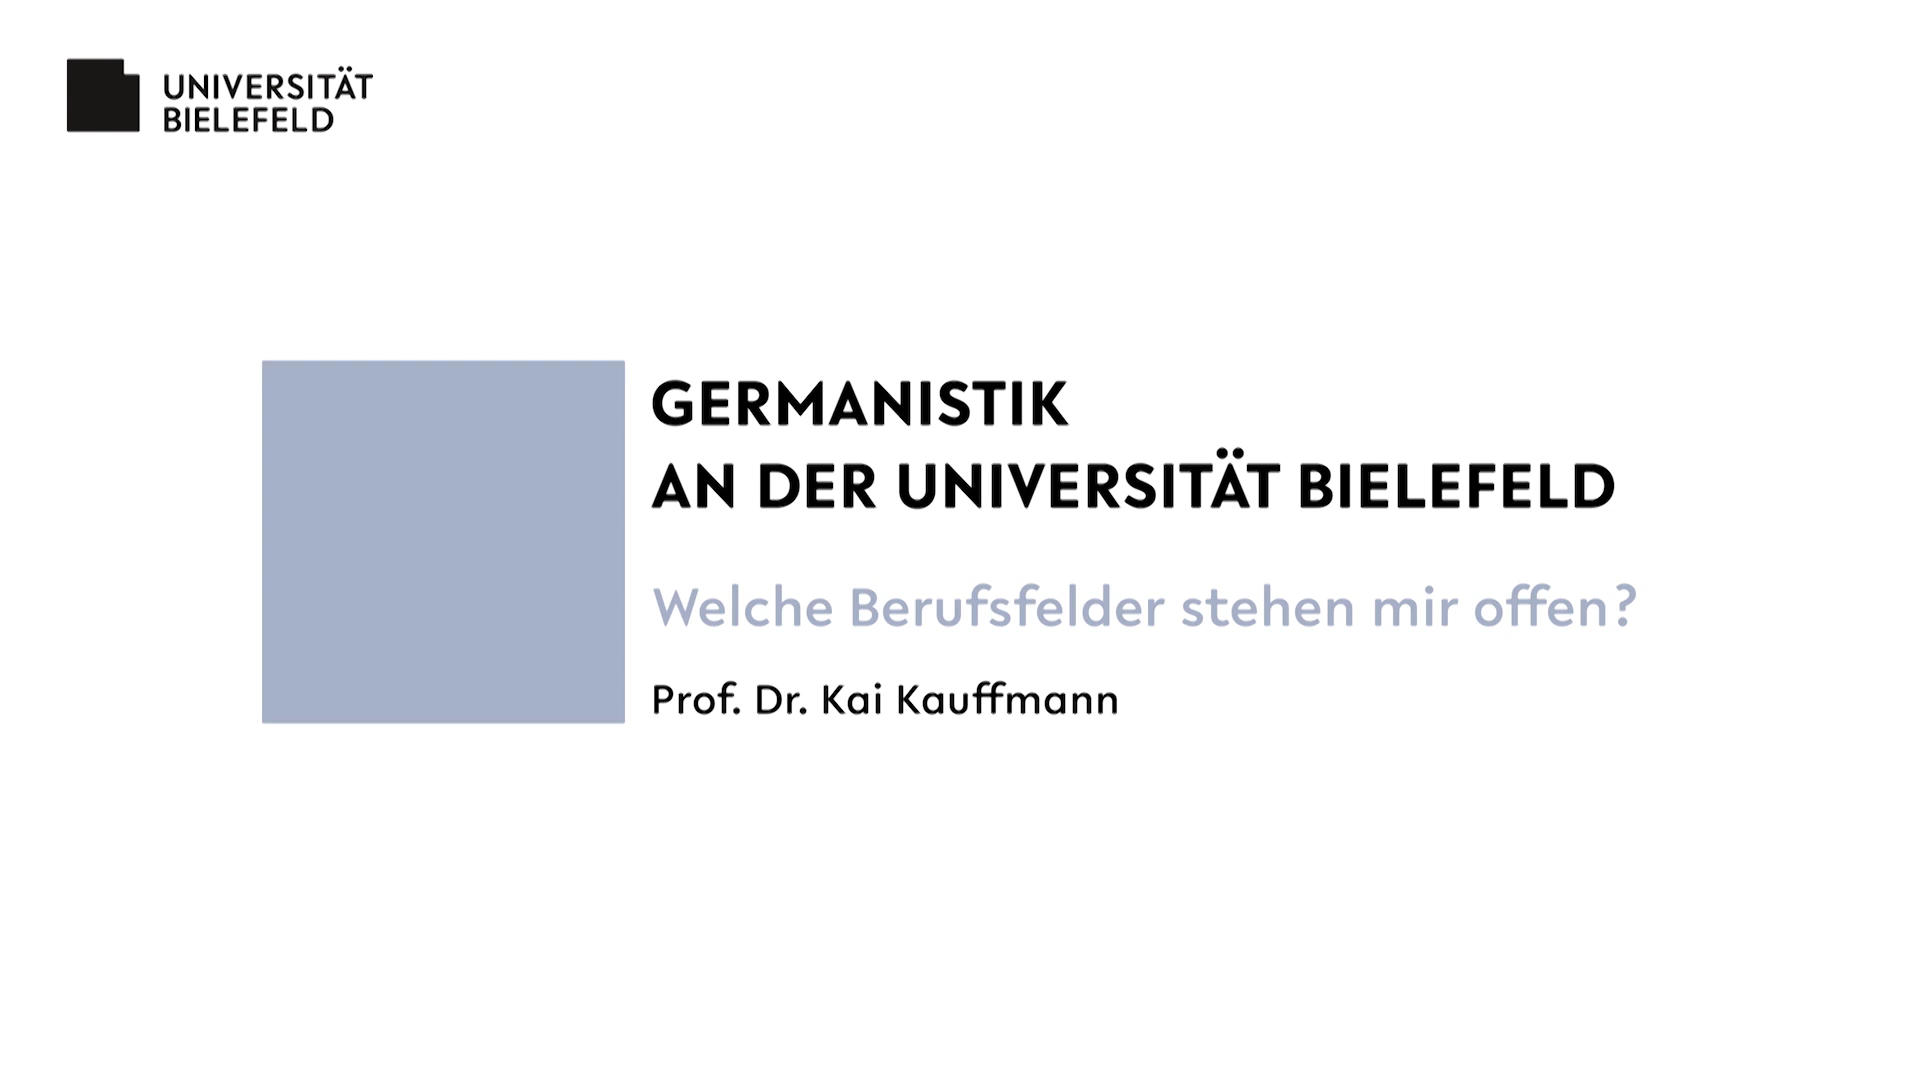 UNIVERSITÄT
BIELEFELD
GERMANISTIK
AN DER UNIVERSITÄT BIELEFELD
Welche Berufsfelder stehen mir offen?
Prof. Dr. Kai Kauffmann